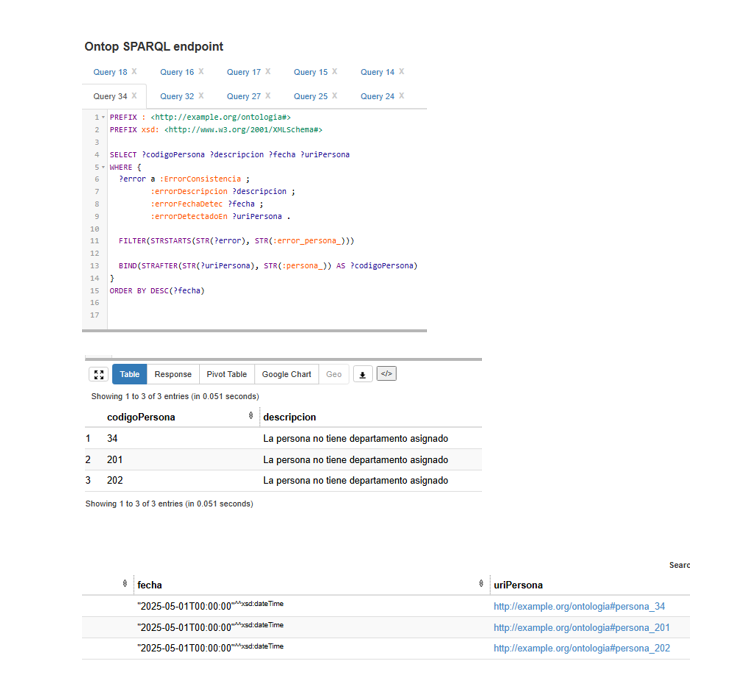 Ontop SPARQL endpoint
Query 18 X Query 16 X Query 17 X Query 15 X Query 14 X
Query 34 X Query 32 X Query 27 X Query 25 X Query 24 X
1 PREFIX : <http://example.org/ontologia#>
2 PREFIX xsd: <http://www.w3.org/2001/XMLSchema#>
3
4 SELECT ?codigoPersona ?descripcion ?fecha ?uriPersona
5 WHERE {
6 ?error a :ErrorConsistencia ;
7 :errorDescripcion ?descripcion ;
8 :errorFechaDetec ?fecha ;
9 :errorDetectadoEn ?uriPersona .
10
11 FILTER(STRSTARTS(STR(?error), STR(:error_persona_)))
12
13 BIND(STRAFTER(STR(?uriPersona), STR(:persona_)) AS ?codigoPersona)
14 }
15 ORDER BY DESC(?fecha)
16
17
Table Response Pivot Table Google Chart Geo </>
Showing 1 to 3 of 3 entries (in 0.051 seconds)
codigoPersona descripcion
1 34 La persona no tiene departamento asignado
2 201 La persona no tiene departamento asignado
3 202 La persona no tiene departamento asignado
Showing 1 to 3 of 3 entries (in 0.051 seconds)
Searc
fecha uriPersona
"2025-05-01T00:00:00"^^xsd:dateTime http://example.org/ontologia#persona_34
"2025-05-01T00:00:00"^^xsd:dateTime http://example.org/ontologia#persona_201
"2025-05-01T00:00:00"^^xsd:dateTime http://example.org/ontologia#persona_202